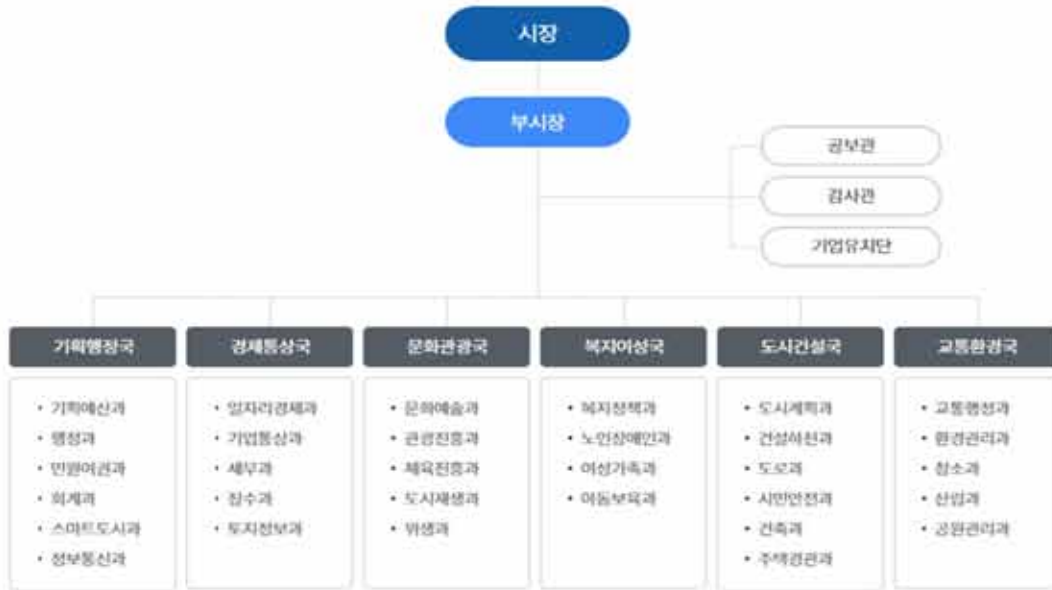 시장
부시장
공보관
감사관
기업유치단
기획행정국
경제통상국
문화관광국
복지여성국
도시건설국
교통환경국
• 기획예산과
• 행정과
• 민원여권과
• 회계과
• 스마트도시과
• 정보통신과
• 일자리경제과
• 기업통상과
• 세무과
• 징수과
• 토지정보과
• 문화예술과
• 관광진흥과
• 체육진흥과
• 도시재생과
• 위생과
• 복지정책과
• 노인장애인과
• 여성가족과
• 아동보육과
• 도시계획과
• 건설하천과
• 도로과
• 시민안전과
• 건축과
• 주택경관과
• 교통행정과
• 환경관리과
• 청소과
• 산림과
• 공원관리과